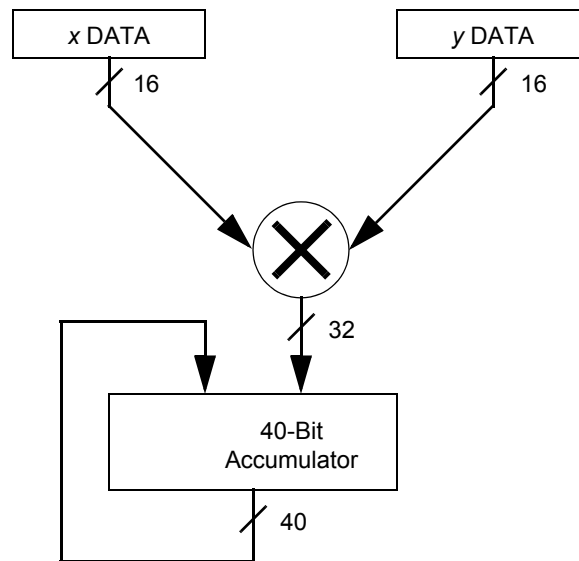 x DATA
y DATA
16
16
32
40-Bit
Accumulator
40